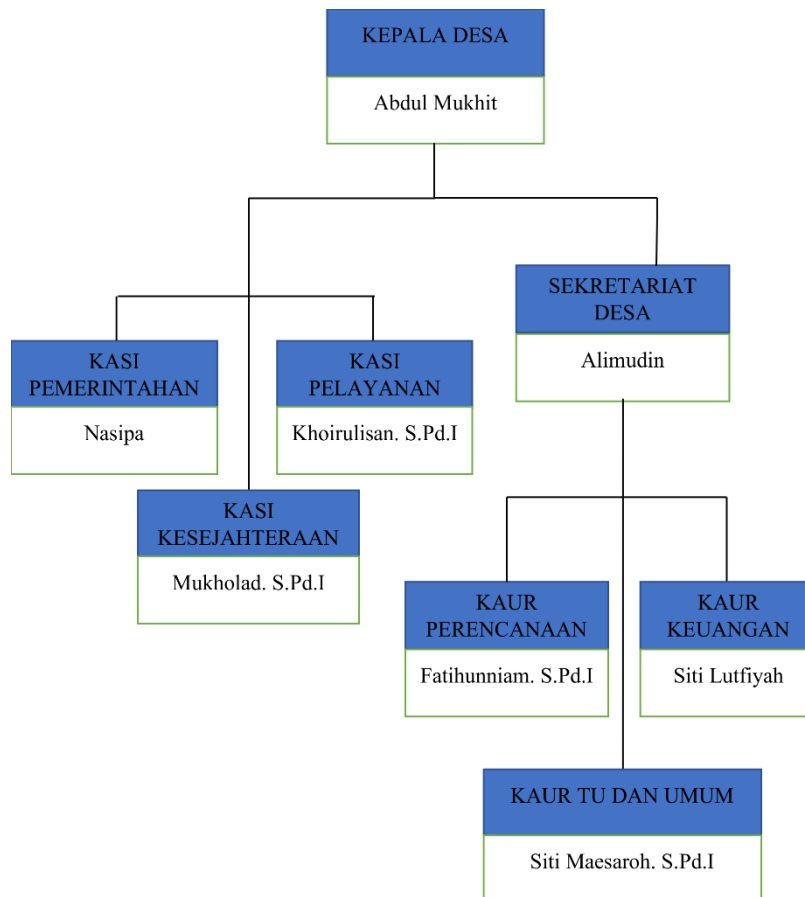 KEPALA DESA
Abdul Mukhit
SEKRETARIAT
DESA
Alimudin
KASI
PEMERINTAHAN
Nasipa
KASI
PELAYANAN
Khoirulisan. S.Pd.I
KASI
KESEJAHTERAAN
Mukholad. S.Pd.I
KAUR
PERENCANAAN
Fatihunniam. S.Pd.I
KAUR
KEUANGAN
Siti Lutfiyah
KAUR TU DAN UMUM
Siti Maesaroh. S.Pd.I